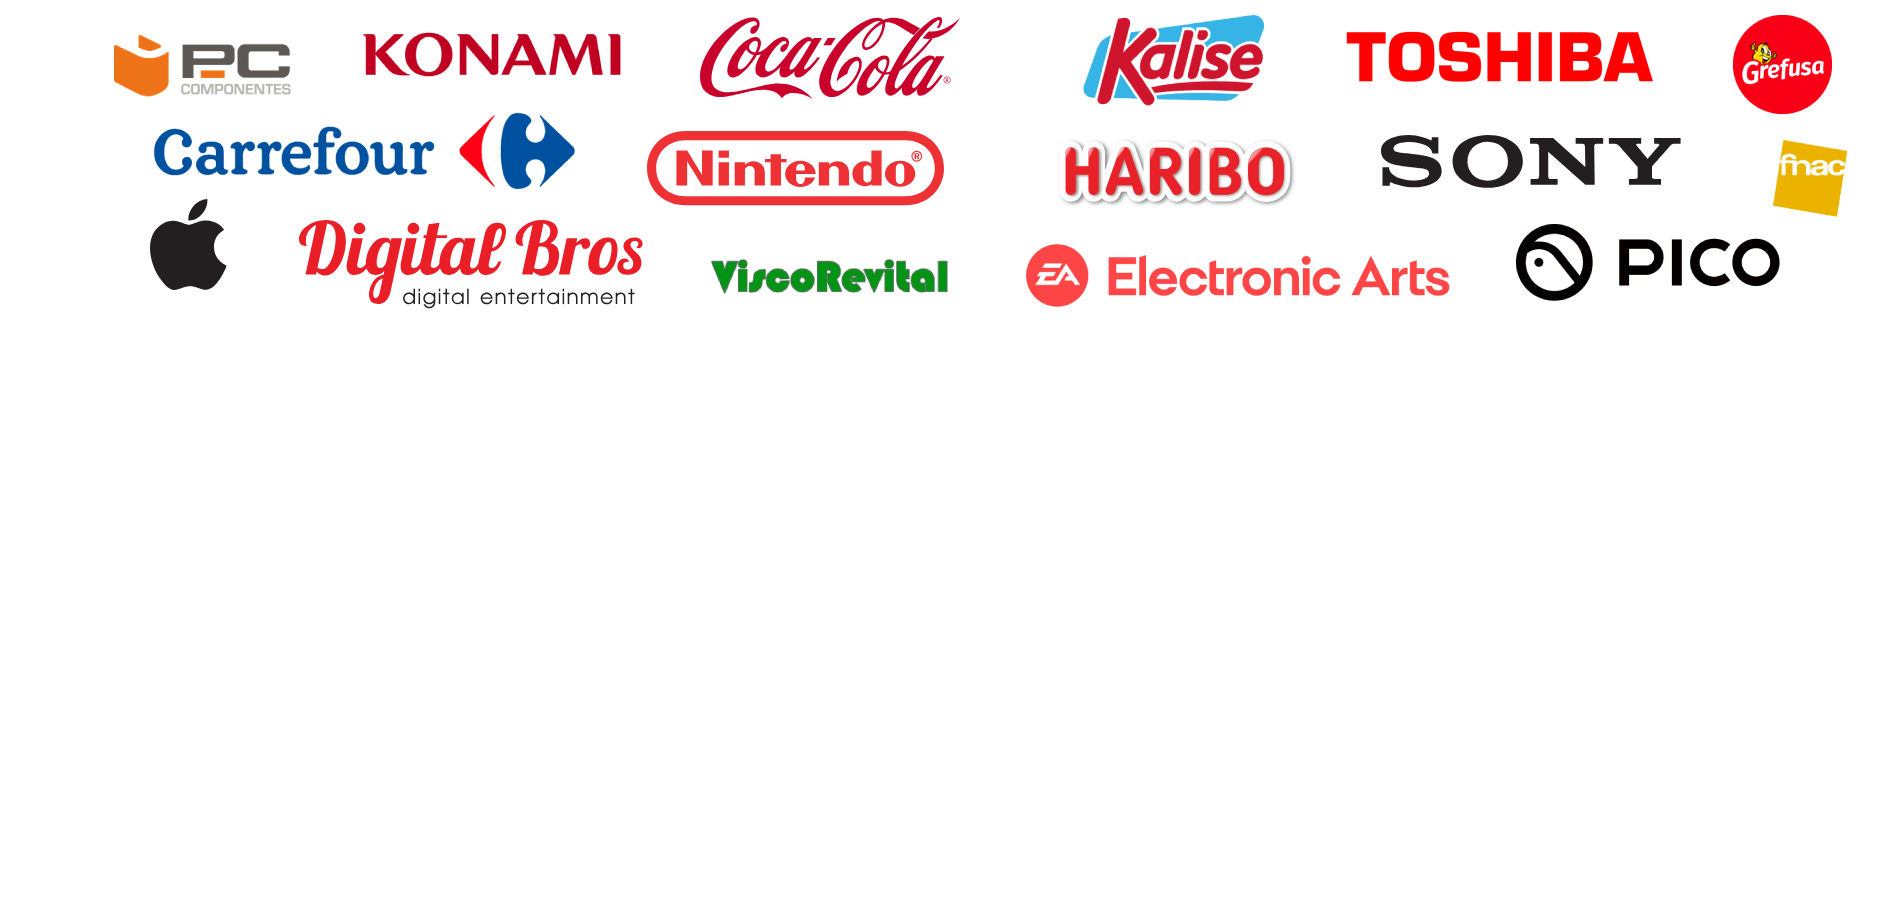 PC COMPONENTES
KONAMI
Coca-Cola®
Kalise
TOSHIBA
Grefusa
Carrefour
Nintendo®
HARIBO
SONY
fnac
Digital Bros
digital entertainment
ViscoRevital
EA Electronic Arts
PICO